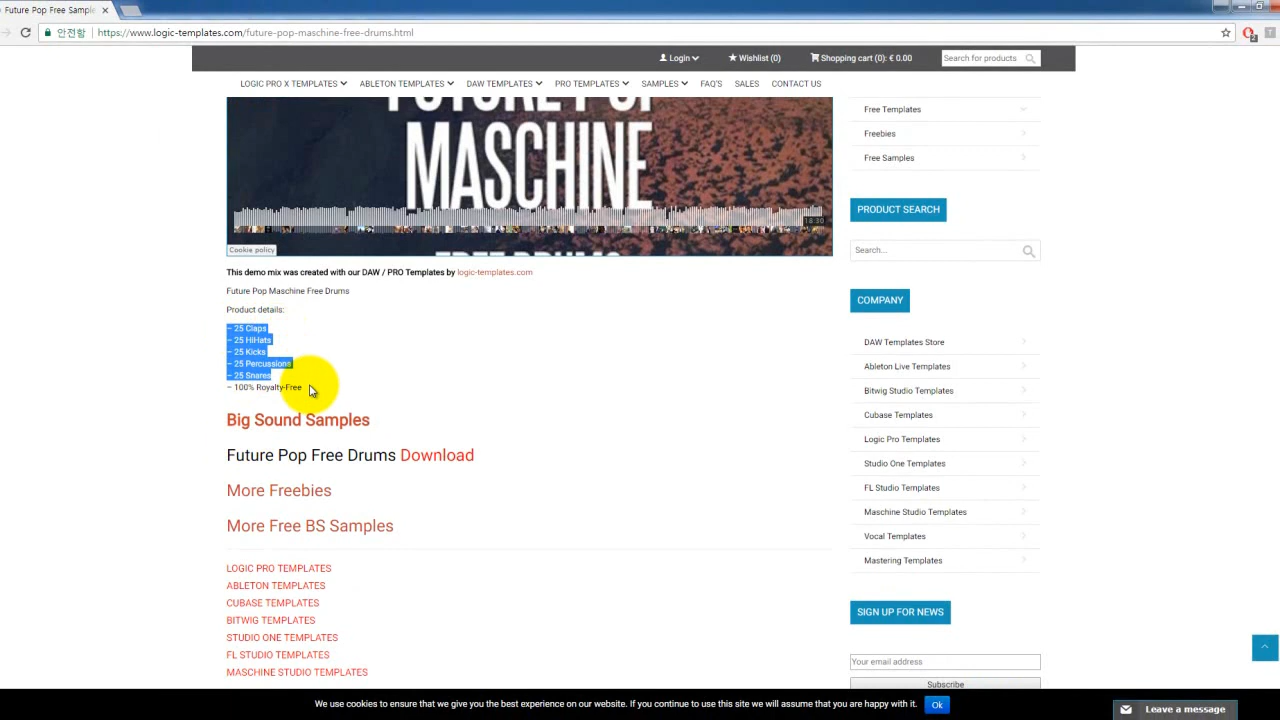 Future Pop Free Sample
안전함
https://www.logic-templates.com/future-pop-maschine-free-drums.html
2
Login
Wishlist (0)
Shopping cart (0): € 0.00
Search for products
LOGIC PRO X TEMPLATES
ABLETON TEMPLATES
DAW TEMPLATES
PRO TEMPLATES
SAMPLES
FAQ'S
SALES
CONTACT US
FUTURE POP
MASCHINE
FREE DRUMS
18:30
Cookie policy
This demo mix was created with our DAW / PRO Templates by logic-templates.com
Future Pop Maschine Free Drums
Product details:
– 25 Claps
– 25 HiHats
– 25 Kicks
– 25 Percussions
– 25 Snares
– 100% Royalty-Free
Big Sound Samples
Future Pop Free Drums Download
More Freebies
More Free BS Samples
LOGIC PRO TEMPLATES
ABLETON TEMPLATES
CUBASE TEMPLATES
BITWIG TEMPLATES
STUDIO ONE TEMPLATES
FL STUDIO TEMPLATES
MASCHINE STUDIO TEMPLATES
Free Templates
Freebies
Free Samples
PRODUCT SEARCH
Search...
COMPANY
DAW Templates Store
Ableton Live Templates
Bitwig Studio Templates
Cubase Templates
Logic Pro Templates
Studio One Templates
FL Studio Templates
Maschine Studio Templates
Vocal Templates
Mastering Templates
SIGN UP FOR NEWS
Your email address
Subscribe
We use cookies to ensure that we give you the best experience on our website. If you continue to use this site we will assume that you are happy with it.
Ok
Leave a message